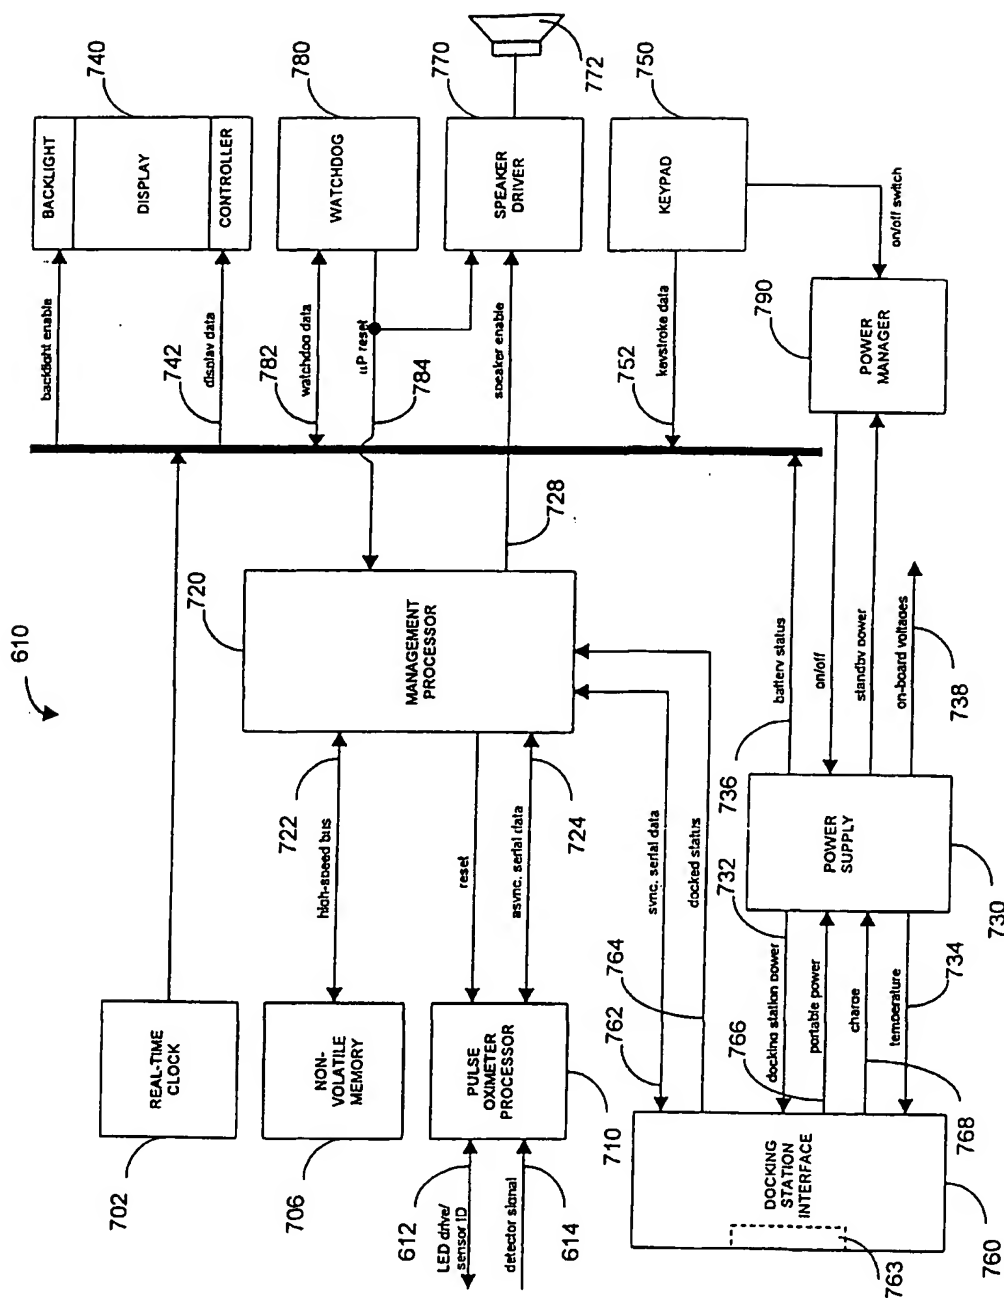 610
740
BACKLIGHT
DISPLAY
CONTROLLER
780
WATCHDOG
770
SPEAKER
DRIVER
772
750
KEYPAD
backlight enable
742
display data
782
watchdog data
uP reset
784
speaker enable
752
keystroke data
on/off switch
790
POWER
MANAGER
720
MANAGEMENT
PROCESSOR
728
722
high-speed bus
reset
async. serial data
724
sync. serial data
docked status
762
764
736
battery status
on/off
standby power
on-board voltages
738
POWER
SUPPLY
730
732
docking station power
766
portable power
charge
temperature
734
768
702
REAL-TIME
CLOCK
706
NON-
VOLATILE
MEMORY
PULSE
OXIMETER
PROCESSOR
710
612
LED drive/
sensor ID
detector signal
614
DOCKING
STATION
INTERFACE
763
760